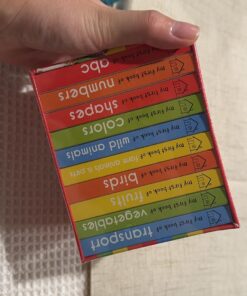 my first book of abc
my first book of numbers
my first book of shapes
my first book of colors
my first book of wild animals
my first book of farm animals & pets
my first book of birds
my first book of fruits
my first book of vegetables
my first book of transport